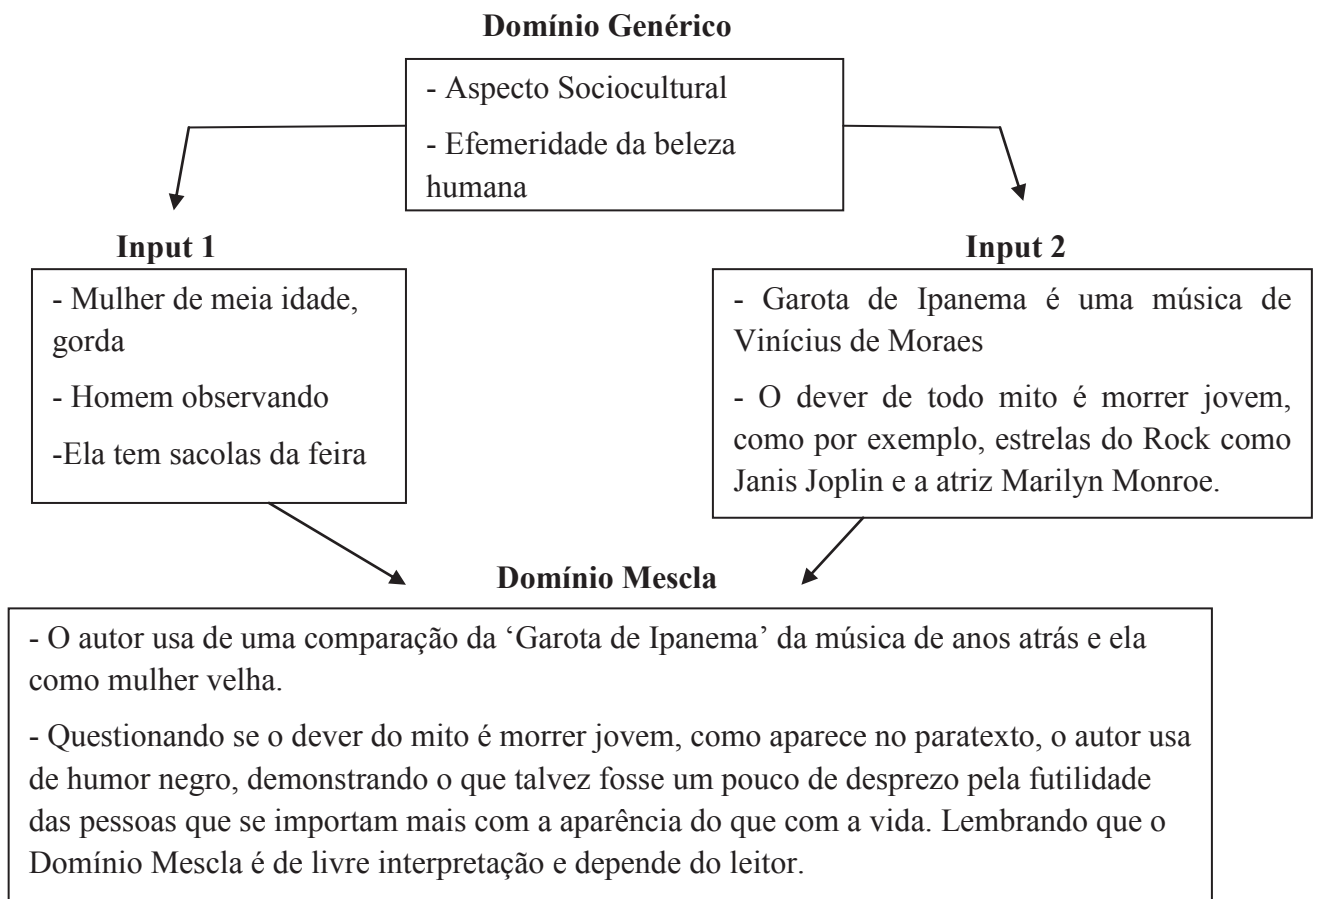 Domínio Genérico
- Aspecto Sociocultural
- Efemeridade da beleza
humana
Input 1
- Mulher de meia idade,
gorda
- Homem observando
-Ela tem sacolas da feira
Input 2
- Garota de Ipanema é uma música de
Vinícius de Moraes
- O dever de todo mito é morrer jovem,
como por exemplo, estrelas do Rock como
Janis Joplin e a atriz Marilyn Monroe.
Domínio Mescla
- O autor usa de uma comparação da ‘Garota de Ipanema’ da música de anos atrás e ela
como mulher velha.
- Questionando se o dever do mito é morrer jovem, como aparece no paratexto, o autor usa
de humor negro, demonstrando o que talvez fosse um pouco de desprezo pela futilidade
das pessoas que se importam mais com a aparência do que com a vida. Lembrando que o
Domínio Mescla é de livre interpretação e depende do leitor.